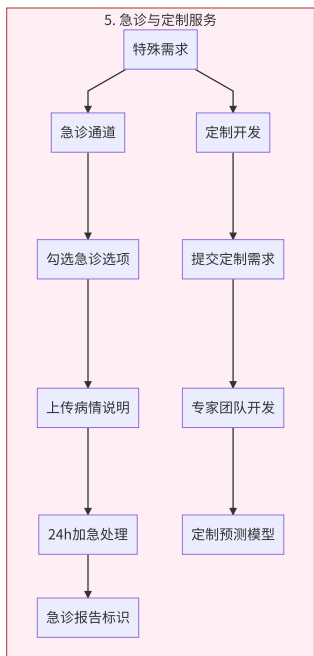 5. 急诊与定制服务
特殊需求
急诊通道
定制开发
勾选急诊选项
提交定制需求
上传病情说明
专家团队开发
24h加急处理
定制预测模型
急诊报告标识